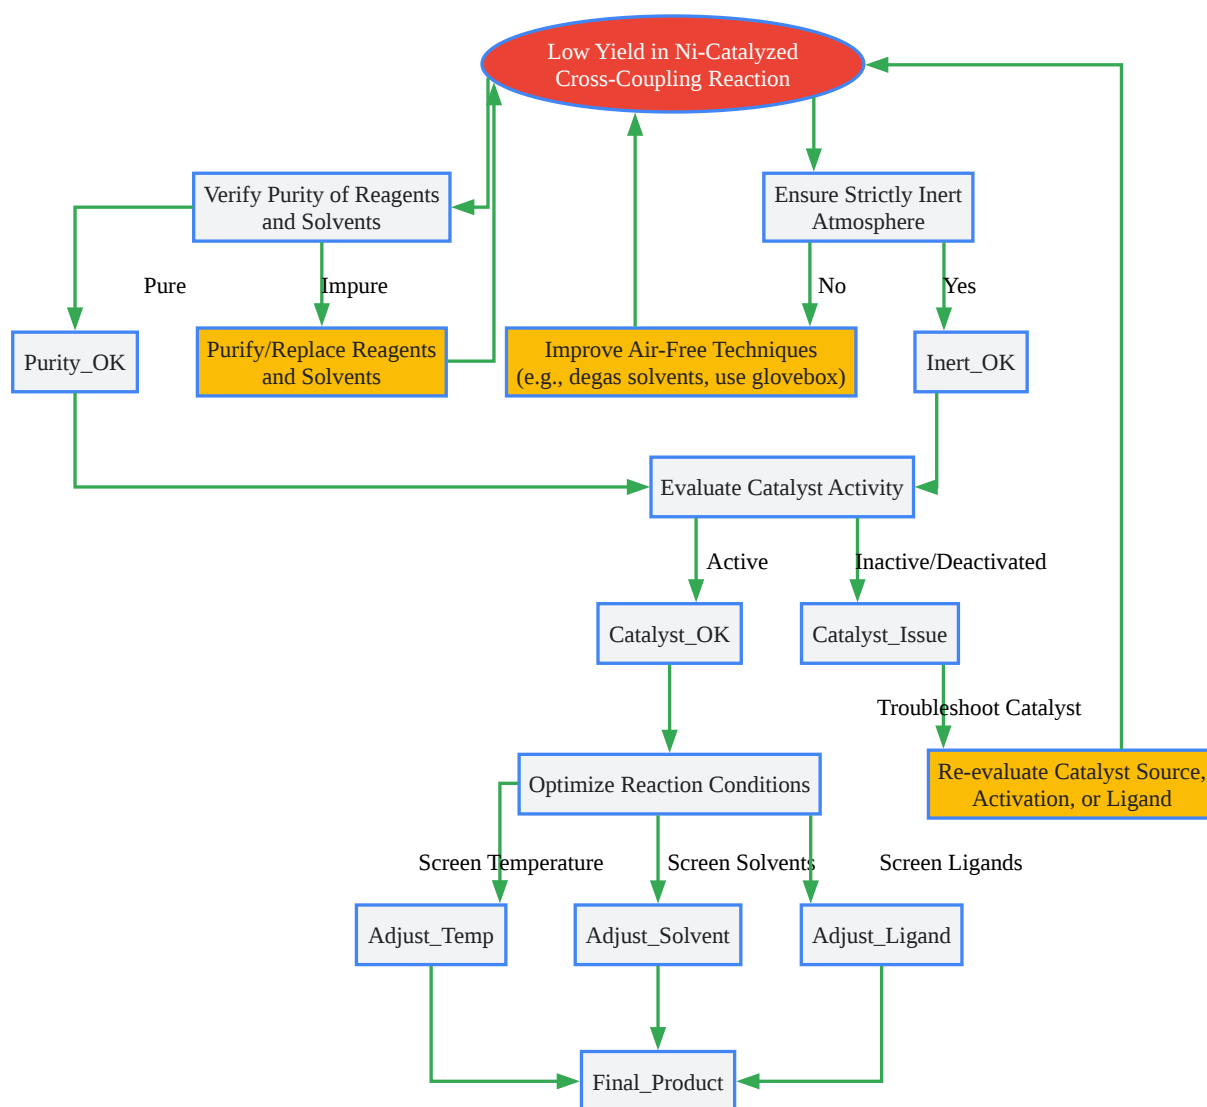 Low Yield in Ni-Catalyzed
Cross-Coupling Reaction
Verify Purity of Reagents
and Solvents
Ensure Strictly Inert
Atmosphere
Pure
Impure
No
Yes
Purity_OK
Purify/Replace Reagents
and Solvents
Improve Air-Free Techniques
(e.g., degas solvents, use glovebox)
Inert_OK
Evaluate Catalyst Activity
Active
Inactive/Deactivated
Catalyst_OK
Catalyst_Issue
Troubleshoot Catalyst
Optimize Reaction Conditions
Re-evaluate Catalyst Source,
Activation, or Ligand
Screen Temperature
Screen Solvents
Screen Ligands
Adjust_Temp
Adjust_Solvent
Adjust_Ligand
Final_Product